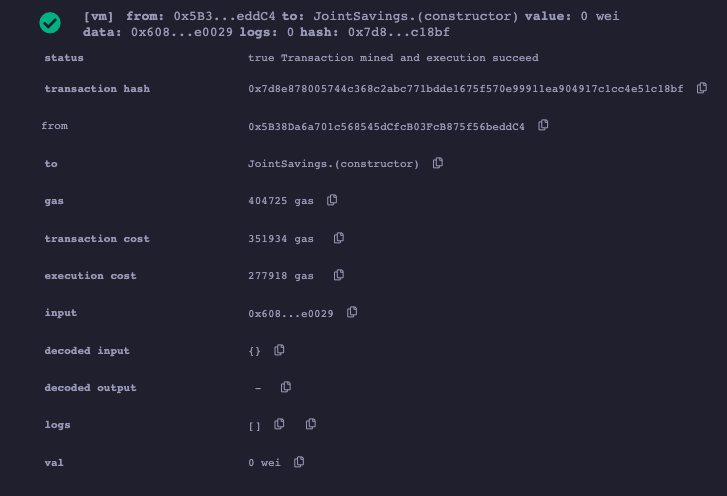 [vm] from: 0x5B3...eddC4 to: JointSavings.(constructor) value: 0 wei
data: 0x608...e0029 logs: 0 hash: 0x7d8...c18bf
status true Transaction mined and execution succeed
transaction hash 0x7d8e878005744c368c2abc771bdde1675f570e99911ea904917c1cc4e51c18bf
from 0x5B38Da6a701c568545dCfcB03FcB875f56beddC4
to JointSavings.(constructor)
gas 404725 gas
transaction cost 351934 gas
execution cost 277918 gas
input 0x608...e0029
decoded input {}
decoded output -
logs []
val 0 wei